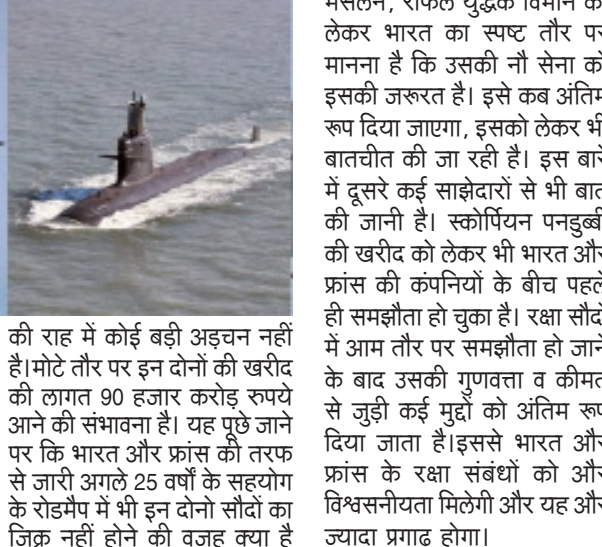 की राह में कोई बड़ी अड़चन नहीं
है।मोटे तौर पर इन दोनों की खरीद
की लागत 90 हजार करोड़ रुपये
आने की संभावना है। यह पूछे जाने
पर कि भारत और फ्रांस की तरफ
से जारी अगले 25 वर्षों के सहयोग
के रोडमैप में भी इन दोनो सौदों का
जिक्र नहीं होने की वजह क्या है
मसलन, राफेल युद्धक विमान को
लेकर भारत का स्पष्ट तौर पर
मानना है कि उसकी नौ सेना को
इसकी जरूरत है। इसे कब अंतिम
रूप दिया जाएगा, इसको लेकर भी
बातचीत की जा रही है। इस बारे
में दूसरे कई साझेदारों से भी बात
की जानी है। स्कोर्पियन पनडुब्बी
की खरीद को लेकर भी भारत और
फ्रांस की कंपनियों के बीच पहले
ही समझौता हो चुका है। रक्षा सौदों
में आम तौर पर समझौता हो जाने
के बाद उसकी गुणवत्ता व कीमत
से जुड़ी कई मुद्दों को अंतिम रूप
दिया जाता है।इससे भारत और
फ्रांस के रक्षा संबंधों को और
विश्वसनीयता मिलेगी और यह और
ज्यादा प्रगाढ होगा।